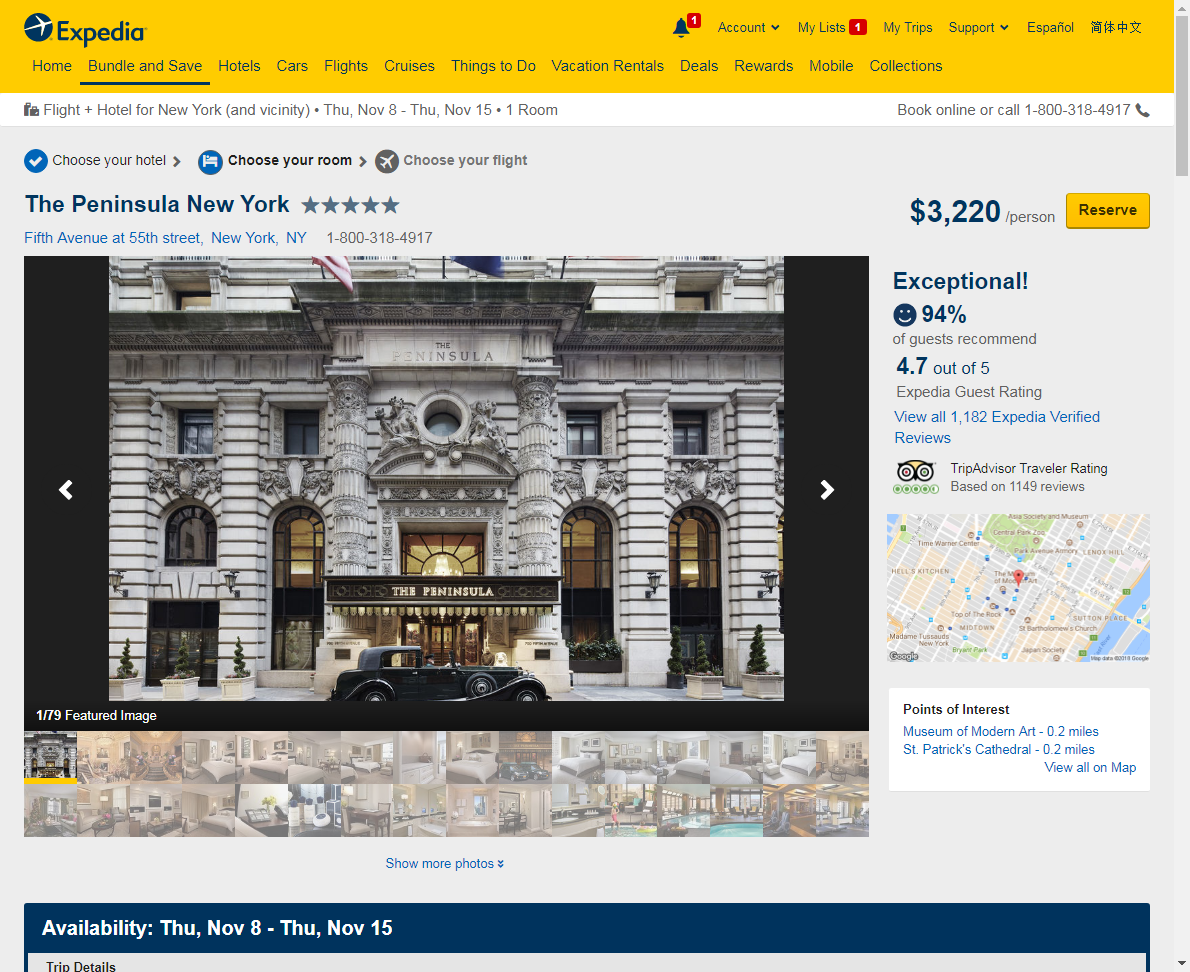 Expedia
1
Account
My Lists 1
My Trips
Support
Español
简体中文
Home
Bundle and Save
Hotels
Cars
Flights
Cruises
Things to Do
Vacation Rentals
Deals
Rewards
Mobile
Collections
Flight + Hotel for New York (and vicinity) • Thu, Nov 8 - Thu, Nov 15 • 1 Room
Book online or call 1-800-318-4917
Choose your hotel
Choose your room
Choose your flight
The Peninsula New York
$3,220 /person
Reserve
Fifth Avenue at 55th street, New York, NY 1-800-318-4917
THE
PENINSULA
THE PENINSULA
1/79 Featured Image
Show more photos
Exceptional!
94%
of guests recommend
4.7 out of 5
Expedia Guest Rating
View all 1,182 Expedia Verified
Reviews
TripAdvisor Traveler Rating
Based on 1149 reviews
Asia Society and Museum
Central Park Zoo
Time Warner Center
Park Avenue Armory
LENOX HILL
HELL'S KITCHEN
The Museum
of Modern Art
Top of The Rock
SUTTON PLACE
MIDTOWN
St Bartholomew's Church
Madame Tussauds
New York
Bryant Park
Japan Society
Google
Map data ©2018 Google
Points of Interest
Museum of Modern Art - 0.2 miles
St. Patrick's Cathedral - 0.2 miles
View all on Map
Availability: Thu, Nov 8 - Thu, Nov 15
Trip Details